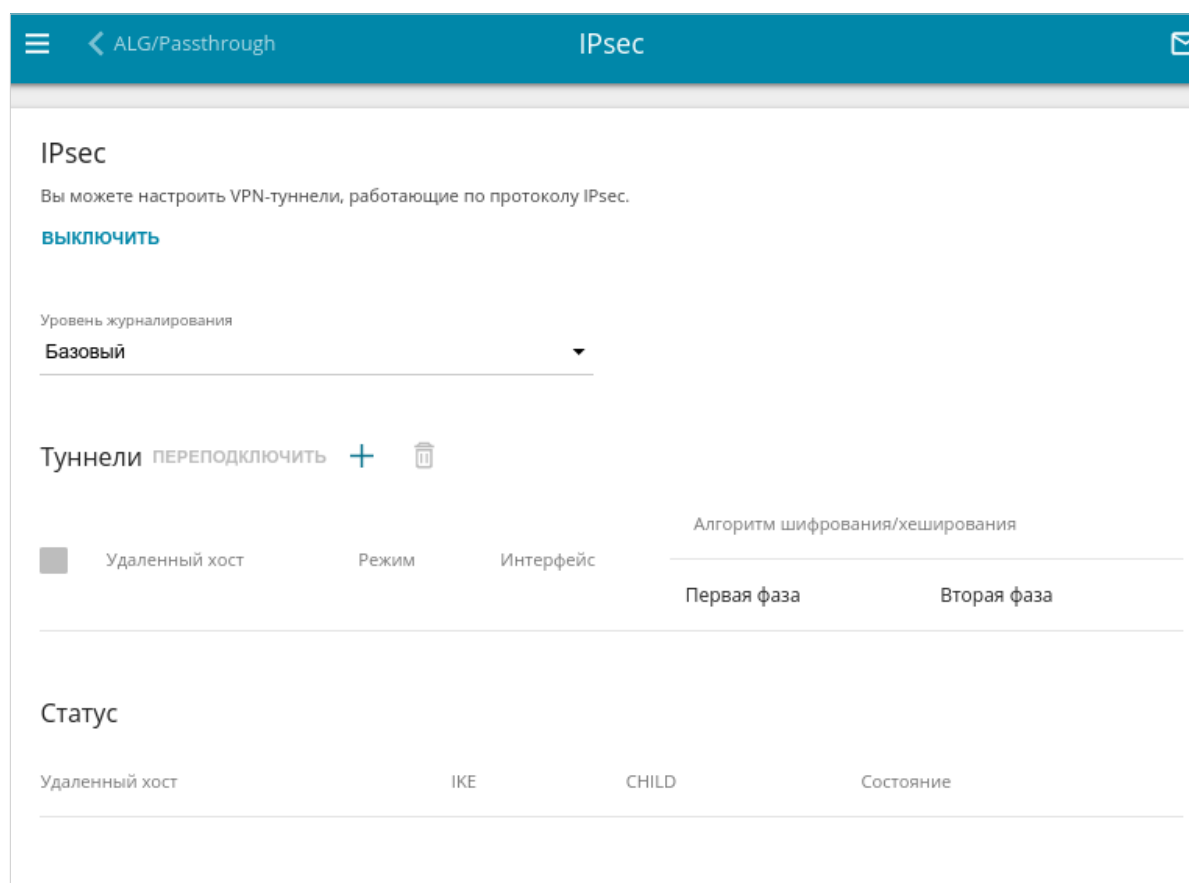 ALG/Passthrough IPsec
IPsec
Вы можете настроить VPN-туннели, работающие по протоколу IPsec.
ВЫКЛЮЧИТЬ
Уровень журналирования
Базовый
Туннели ПЕРЕПОДКЛЮЧИТЬ
Алгоритм шифрования/хеширования
Удаленный хост Режим Интерфейс
Первая фаза Вторая фаза
Статус
Удаленный хост IKE CHILD Состояние